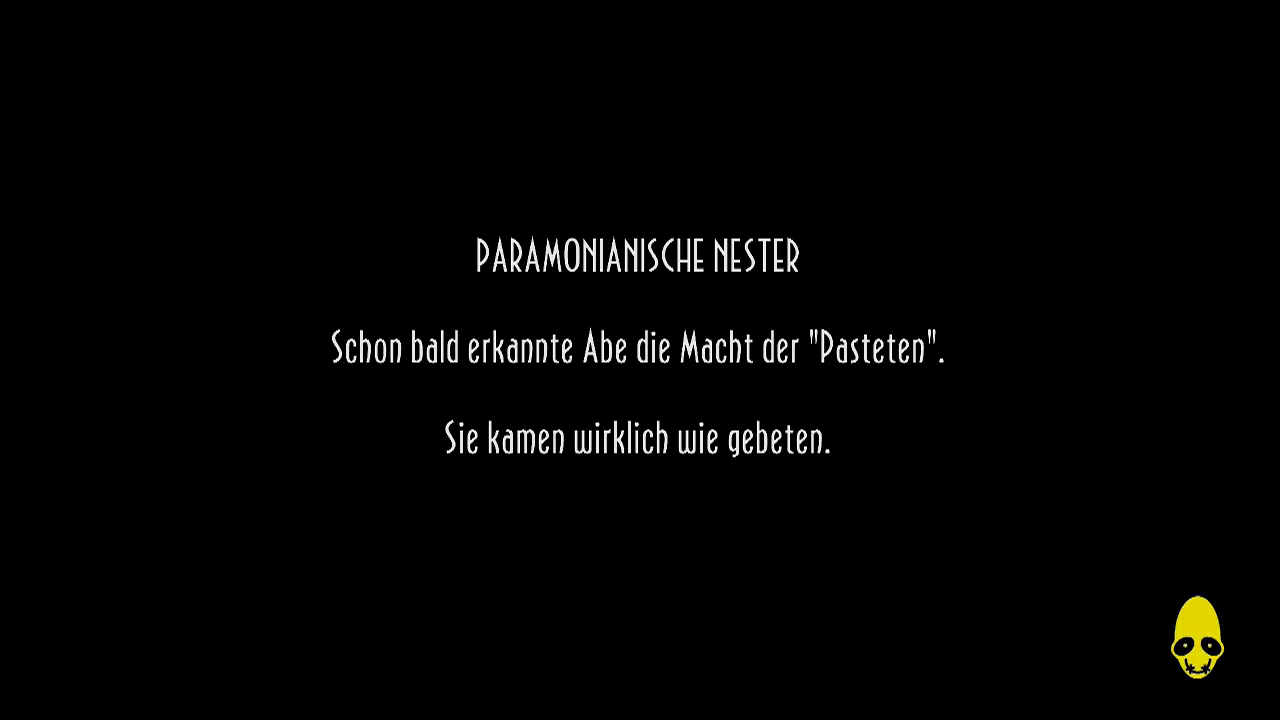 PARAMONIANISCHE NESTER
Schon bald erkannte Abe die Macht der "Pasteten".
Sie kamen wirklich wie gebeten.